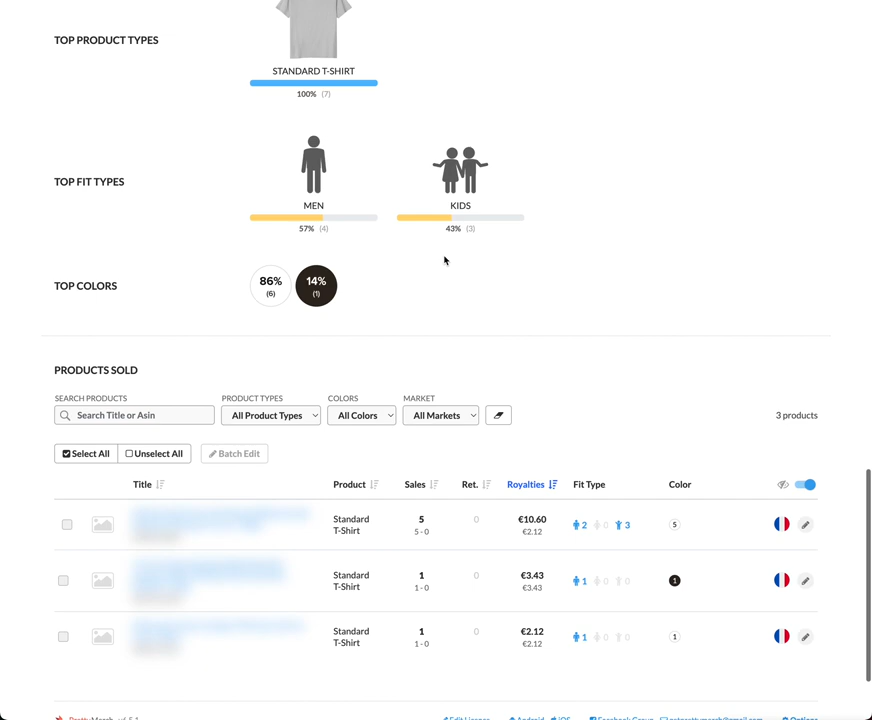 TOP PRODUCT TYPES
STANDARD T-SHIRT
100% (7)
TOP FIT TYPES
MEN KIDS
57% (4) 43% (3)
TOP COLORS
86% (6) 14% (1)
PRODUCTS SOLD
SEARCH PRODUCTS PRODUCT TYPES COLORS MARKET
Search Title or Asin All Product Types All Colors All Markets 3 products
Select All Unselect All Batch Edit
Title Product Sales Ret. Royalties Fit Type Color
Standard T-Shirt 5 5 - 0 0 €10.60 €2.12 2 0 3 5
Standard T-Shirt 1 1 - 0 0 €3.43 €3.43 1 0 0 1
Standard T-Shirt 1 1 - 0 0 €2.12 €2.12 1 0 0 1